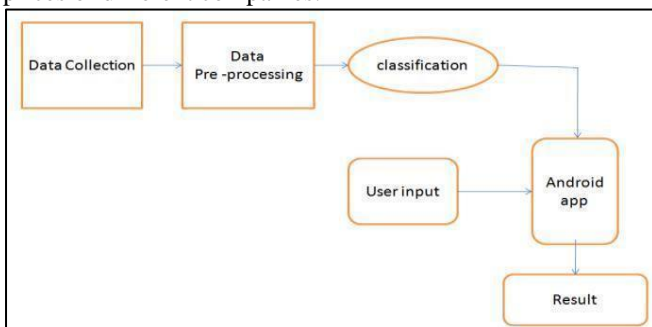 Data Collection
Data
Pre -processing
classification
User input
Android
app
Result